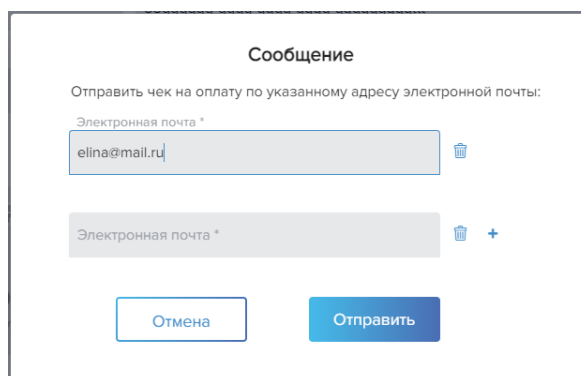 Сообщение
Отправить чек на оплату по указанному адресу электронной почты:
Электронная почта *
elina@mail.ru
Электронная почта *
Отмена
Отправить